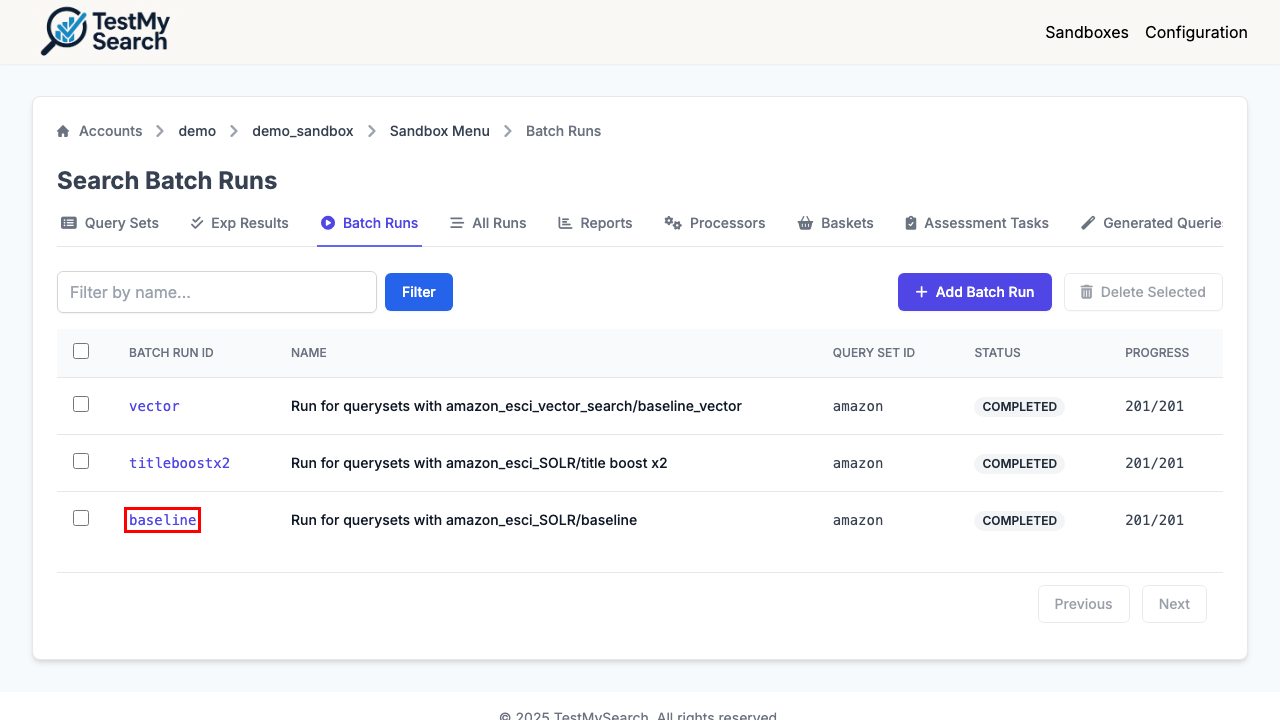 TestMy
Search
Sandboxes Configuration
Accounts demo demo_sandbox Sandbox Menu Batch Runs
Search Batch Runs
Query Sets Exp Results Batch Runs All Runs Reports Processors Baskets Assessment Tasks Generated Querie
Filter by name... Filter + Add Batch Run Delete Selected
BATCH RUN ID NAME QUERY SET ID STATUS PROGRESS
vector Run for querysets with amazon_esci_vector_search/baseline_vector amazon COMPLETED 201/201
titleboostx2 Run for querysets with amazon_esci_SOLR/title boost x2 amazon COMPLETED 201/201
baseline Run for querysets with amazon_esci_SOLR/baseline amazon COMPLETED 201/201
Previous Next
© 2025 TestMySearch. All rights reserved.